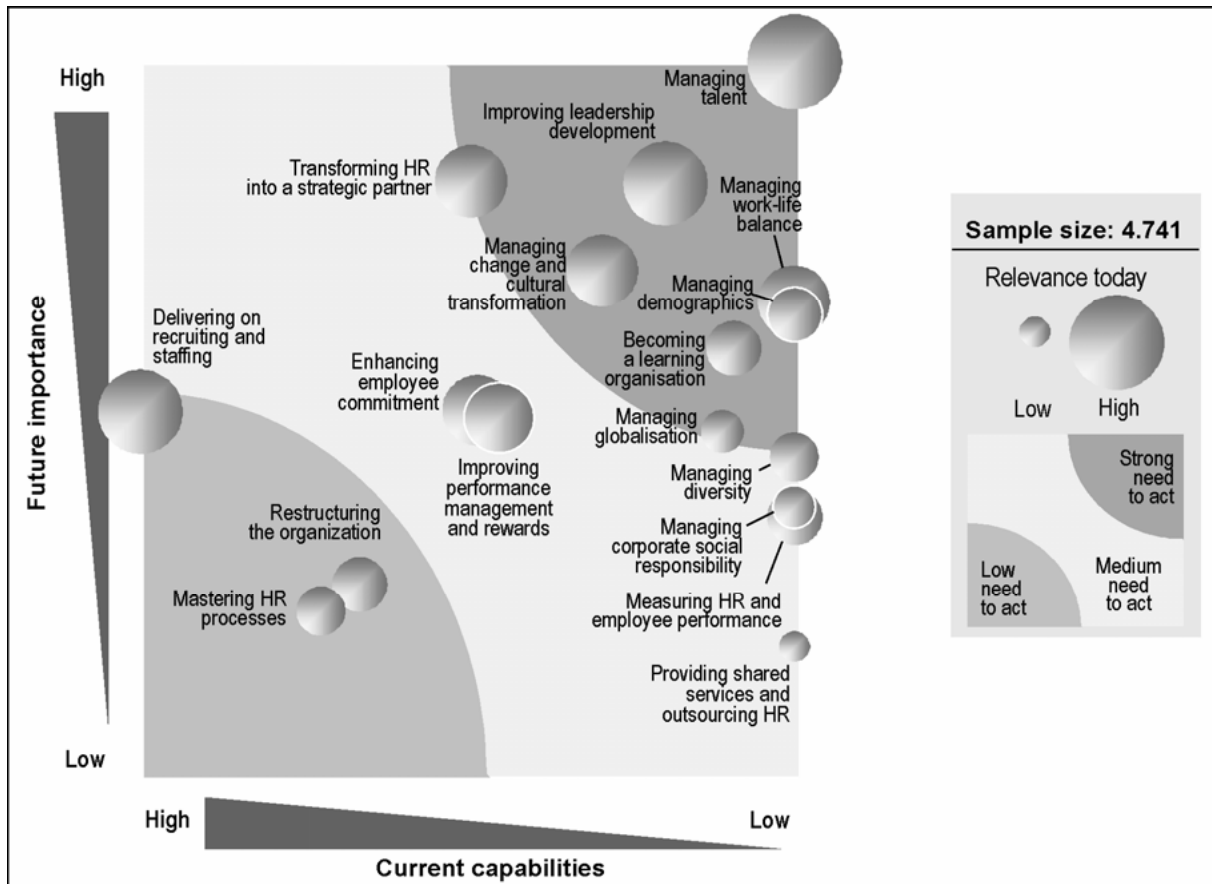 High
Managing
talent
Improving leadership
development
Transforming HR
into a strategic partner
Managing
work-life
balance
Managing
change and
cultural
transformation
Managing
demographics
Delivering on
recruiting and
staffing
Becoming
a learning
organisation
Enhancing
employee
commitment
Managing
globalisation
Improving
performance
management
and rewards
Managing
diversity
Restructuring
the organization
Managing
corporate social
responsibility
Mastering HR
processes
Measuring HR and
employee performance
Providing shared
services and
outsourcing HR
Future importance
Low
High
Low
Current capabilities
Sample size: 4.741
Relevance today
Low
High
Strong
need
to act
Low
need
to act
Medium
need
to act